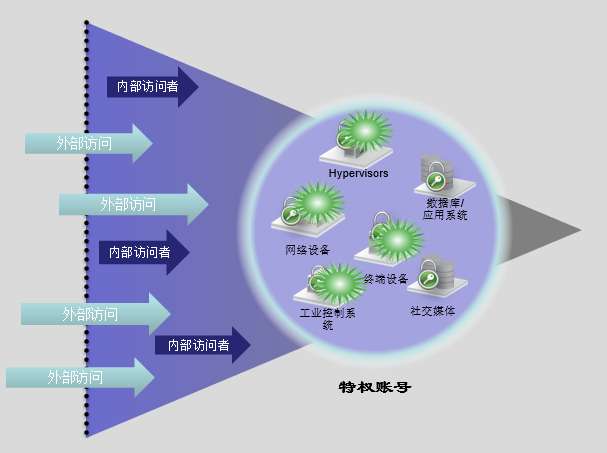 内部访问者
外部访问
外部访问
内部访问者
外部访问
内部访问者
外部访问
Hypervisors
数据库/
应用系统
网络设备
终端设备
工业控制系
统
社交媒体
特权账号